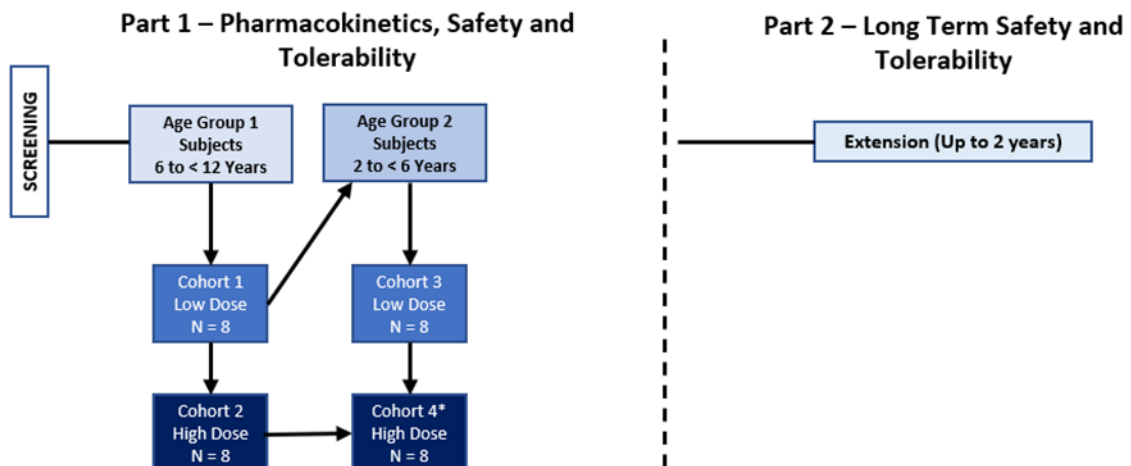 Part 1 – Pharmacokinetics, Safety and
Tolerability
Part 2 – Long Term Safety and
Tolerability
SCREENING
Age Group 1
Subjects
6 to < 12 Years
Age Group 2
Subjects
2 to < 6 Years
Extension (Up to 2 years)
Cohort 1
Low Dose
N = 8
Cohort 3
Low Dose
N = 8
Cohort 2
High Dose
N = 8
Cohort 4*
High Dose
N = 8